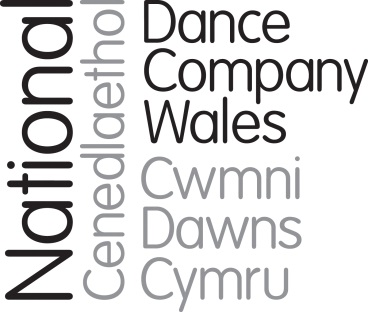 National
Cenedlaethol
Dance
Company
Wales
Cwmni
Dawns
Cymru